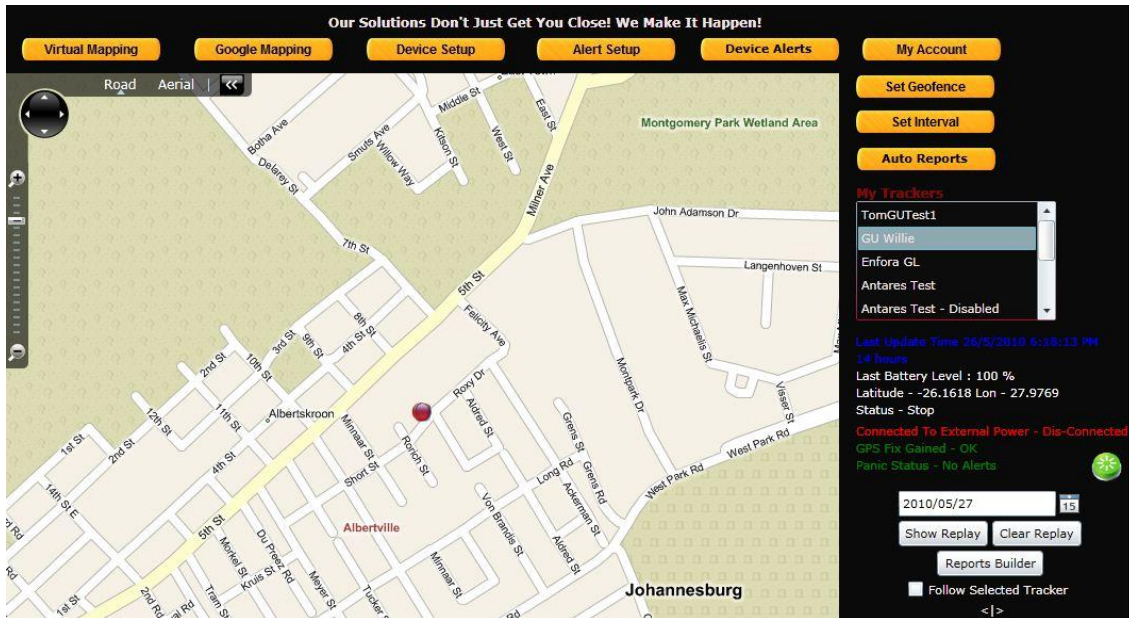 Our Solutions Don't Just Get You Close! We Make It Happen!
Virtual Mapping
Google Mapping
Device Setup
Alert Setup
Device Alerts
My Account
Road Aerial | <<
Set Geofence
Set Interval
Auto Reports
My Trackers
TomGUTest1
GU Willie
Enfora GL
Antares Test
Antares Test - Disabled
Last Update Time 26/5/2010 6:18:13 PM
14 hours
Last Battery Level : 100 %
Latitude - -26.1618 Lon - 27.9769
Status - Stop
Connected To External Power - Dis-Connected
GPS Fix Gained - OK
Panic Status - No Alerts
2010/05/27
15
Show Replay
Clear Replay
Reports Builder
Follow Selected Tracker
<|>
Middle St
East St
Botha Ave
Smuts Ave
Kitson St
West St
Willow Way
Delarey St
Montgomery Park Wetland Area
Milner Ave
John Adamson Dr
7th St
Langenhoven St
5th St
Max Michaelis St
Felicity Ave
8th St
9th St
4th St
3rd St
10th St
2nd St
Montpark Dr
Visser St
Roxy Dr
11th St
12th St
Albertskroon
Aldred St
Minnaar St
Rorich St
Grens St
1st St
2nd St
4th St
Short St
Long Rd
Grens Rd
West Park Rd
West Park Rd
14th St E
Ackerman St
Von Brandis St
Albertville
5th St
Aldred St
Morkel St
Du Preez Rd
Kruis St
Meyer St
Minnaar St
Tucker
Tram St
2nd Rd
1st St
Rd
Rd
Johannesburg